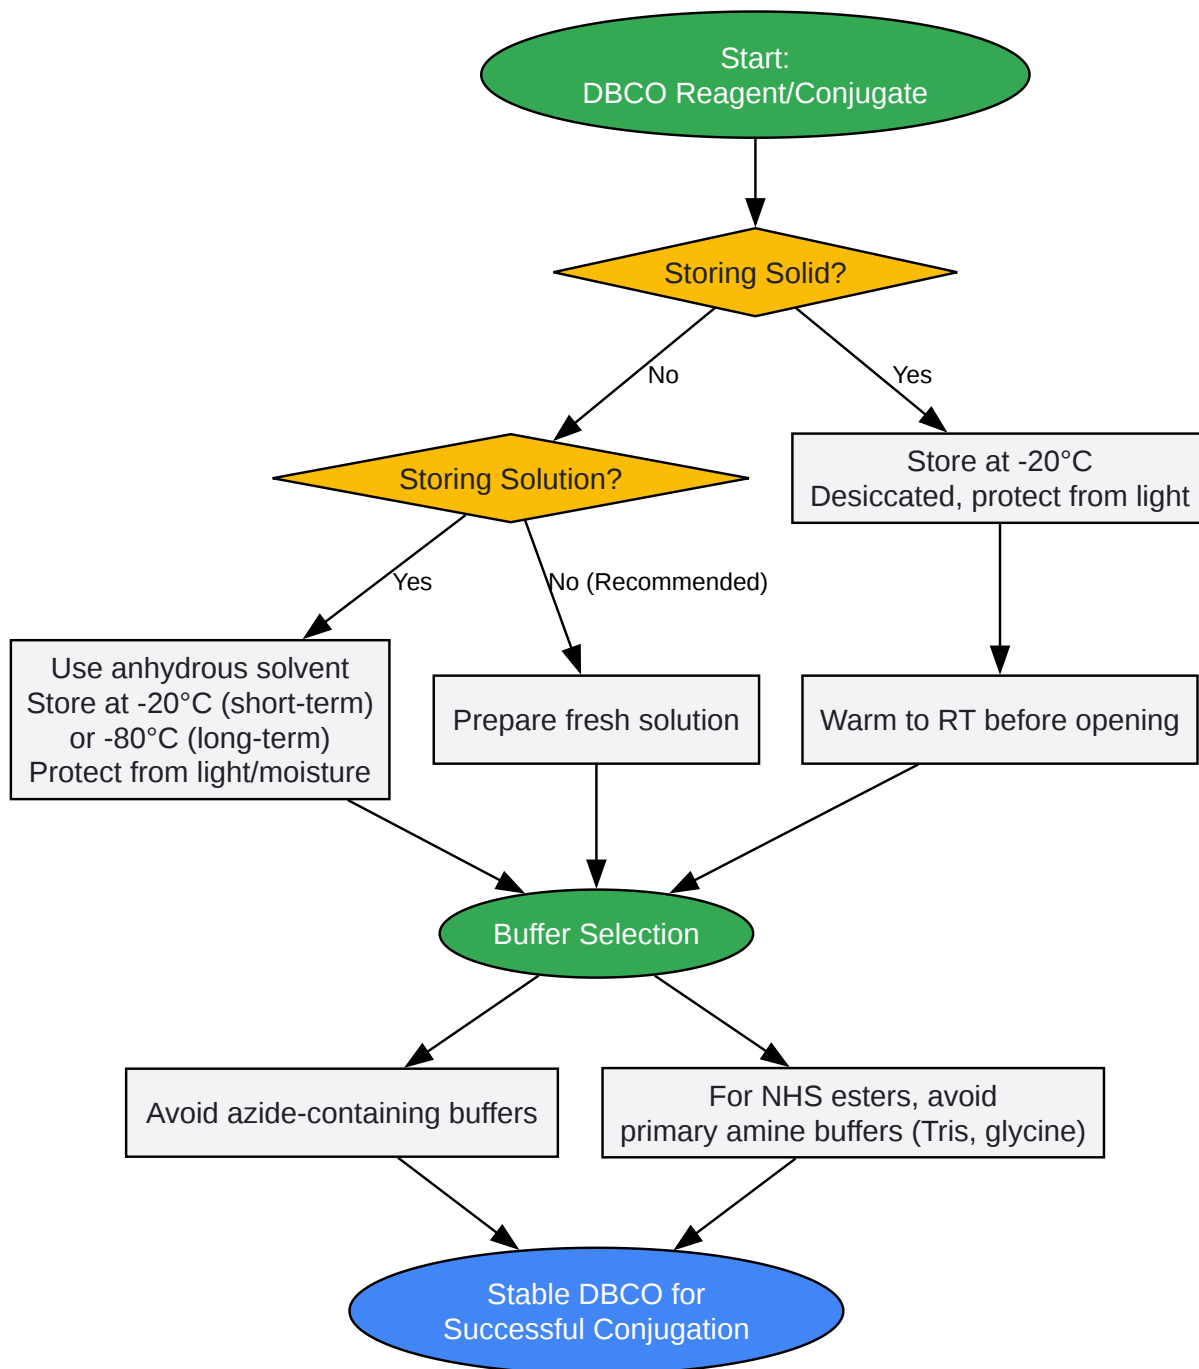 Start:
DBCO Reagent/Conjugate
Storing Solid?
No
Yes
Storing Solution?
Store at -20°C
Desiccated, protect from light
Yes
No (Recommended)
Use anhydrous solvent
Store at -20°C (short-term)
or -80°C (long-term)
Protect from light/moisture
Prepare fresh solution
Warm to RT before opening
Buffer Selection
Avoid azide-containing buffers
For NHS esters, avoid
primary amine buffers (Tris, glycine)
Stable DBCO for
Successful Conjugation